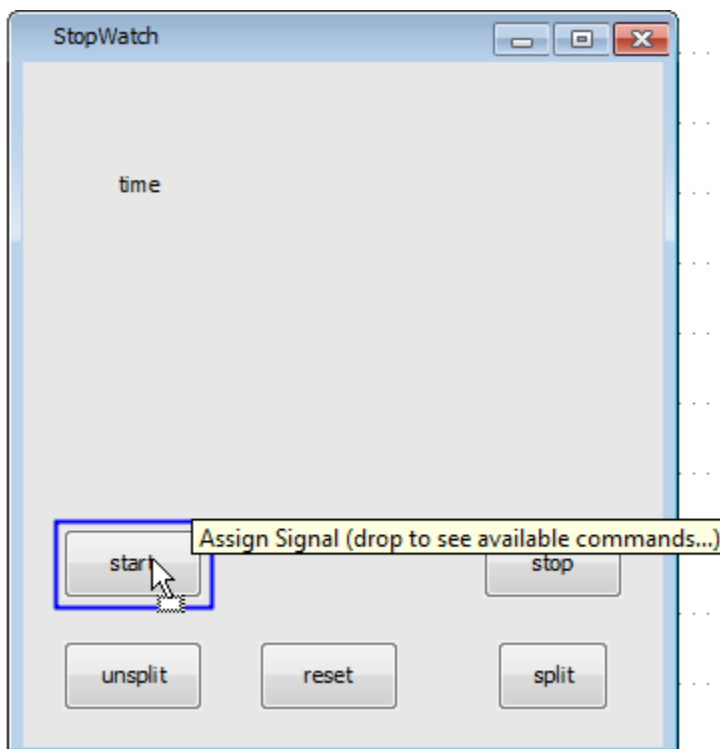 StopWatch
time
Assign Signal (drop to see available commands...)
start
stop
unsplit
reset
split